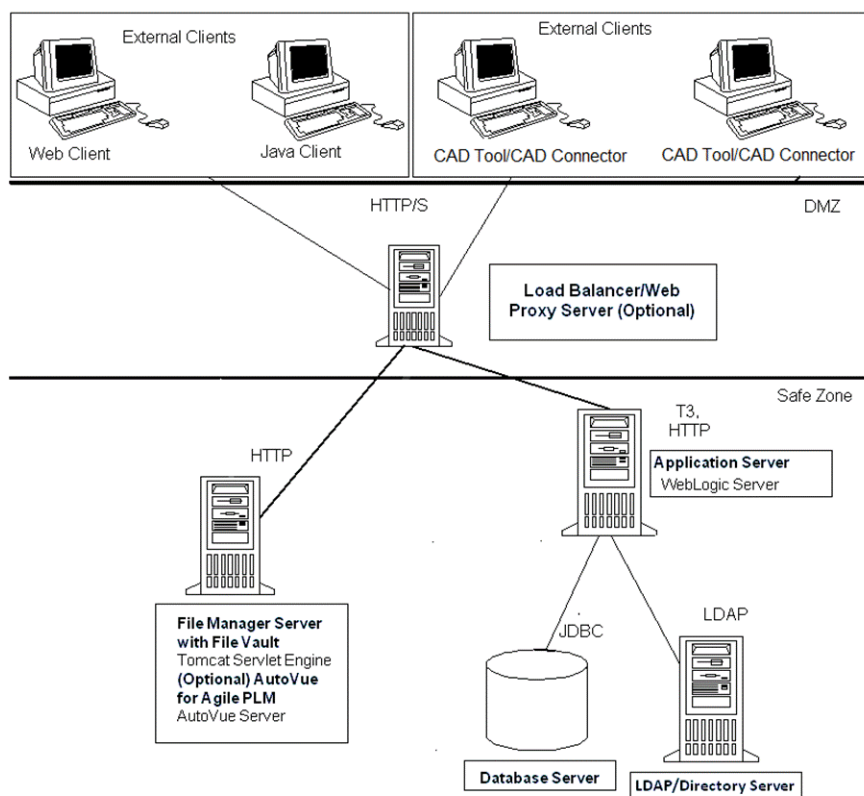 External Clients
External Clients
Web Client
Java Client
CAD Tool/CAD Connector
CAD Tool/CAD Connector
HTTP/S
DMZ
Load Balancer/Web
Proxy Server (Optional)
Safe Zone
T3,
HTTP
HTTP
Application Server
WebLogic Server
File Manager Server
with File Vault
Tomcat Servlet Engine
(Optional) AutoVue
for Agile PLM
AutoVue Server
JDBC
LDAP
Database Server
LDAP/Directory Server